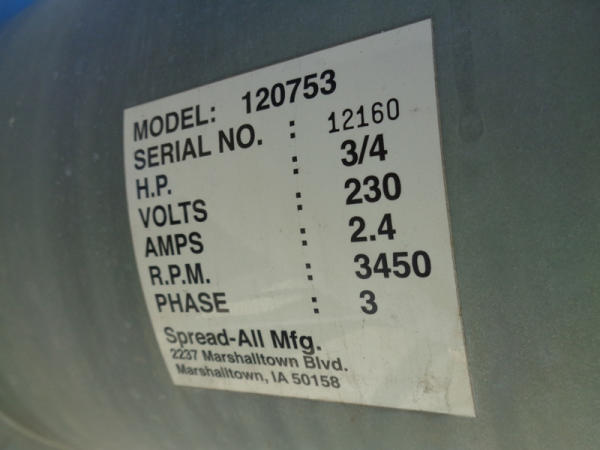 MODEL: 120753
SERIAL NO. : 12160
H.P. : 3/4
VOLTS : 230
AMPS : 2.4
R.P.M. : 3450
PHASE : 3
Spread-All Mfg.
2237 Marshalltown Blvd.
Marshalltown, IA 50158